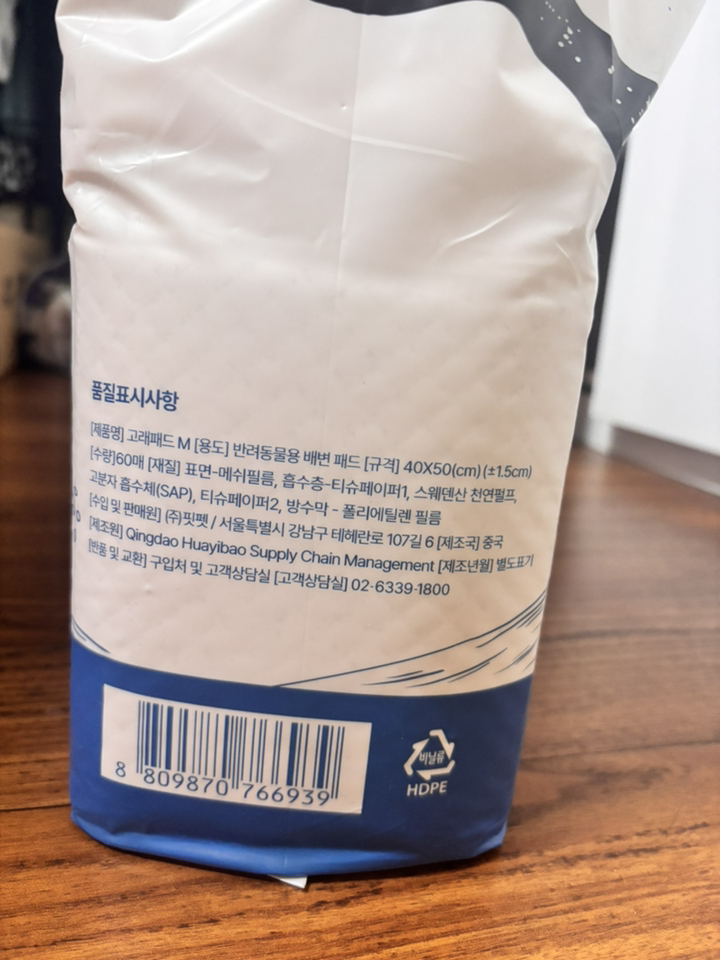 품질표시사항
[제품명] 고래패드 M [용도] 반려동물용 배변 패드 [규격] 40X50(cm) (±1.5cm)
[수량]60매 [재질] 표면-메쉬필름, 흡수층-티슈페이퍼1, 스웨덴산 천연펄프,
고분자 흡수체(SAP), 티슈페이퍼2, 방수막 - 폴리에틸렌 필름
[수입 및 판매원] (주)핏펫 / 서울특별시 강남구 테헤란로 107길 6 [제조국] 중국
[제조원] Qingdao Huayibao Supply Chain Management [제조년월] 별도표기
[반품 및 교환] 구입처 및 고객상담실 [고객상담실] 02-6339-1800
8 809870 766939
비닐류
HDPE